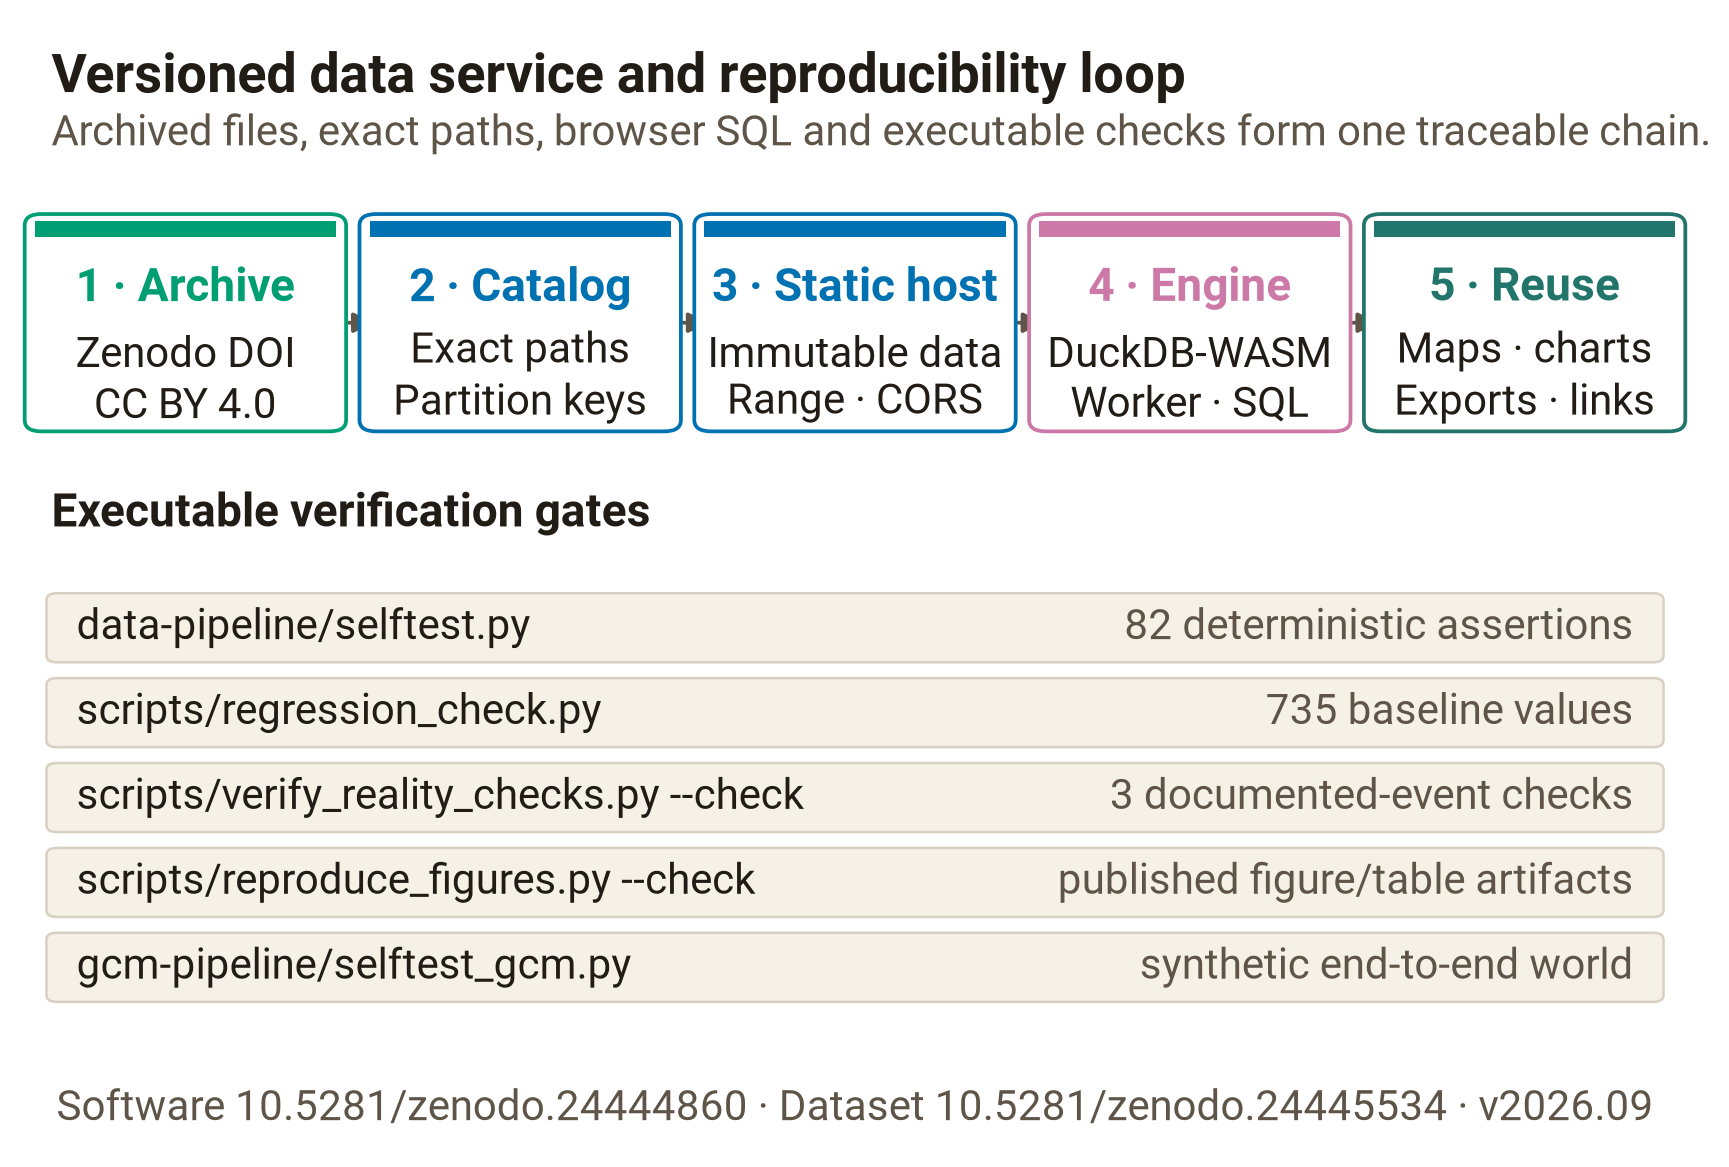 Versioned data service and reproducibility loop
Archived files, exact paths, browser SQL and executable checks form one traceable chain.
1 · Archive
Zenodo DOI
CC BY 4.0
2 · Catalog
Exact paths
Partition keys
3 · Static host
Immutable data
Range · CORS
4 · Engine
DuckDB-WASM
Worker · SQL
5 · Reuse
Maps · charts
Exports · links
Executable verification gates
data-pipeline/selftest.py
82 deterministic assertions
scripts/regression_check.py
735 baseline values
scripts/verify_reality_checks.py --check
3 documented-event checks
scripts/reproduce_figures.py --check
published figure/table artifacts
gcm-pipeline/selftest_gcm.py
synthetic end-to-end world
Software 10.5281/zenodo.24444860 · Dataset 10.5281/zenodo.24445534 · v2026.09